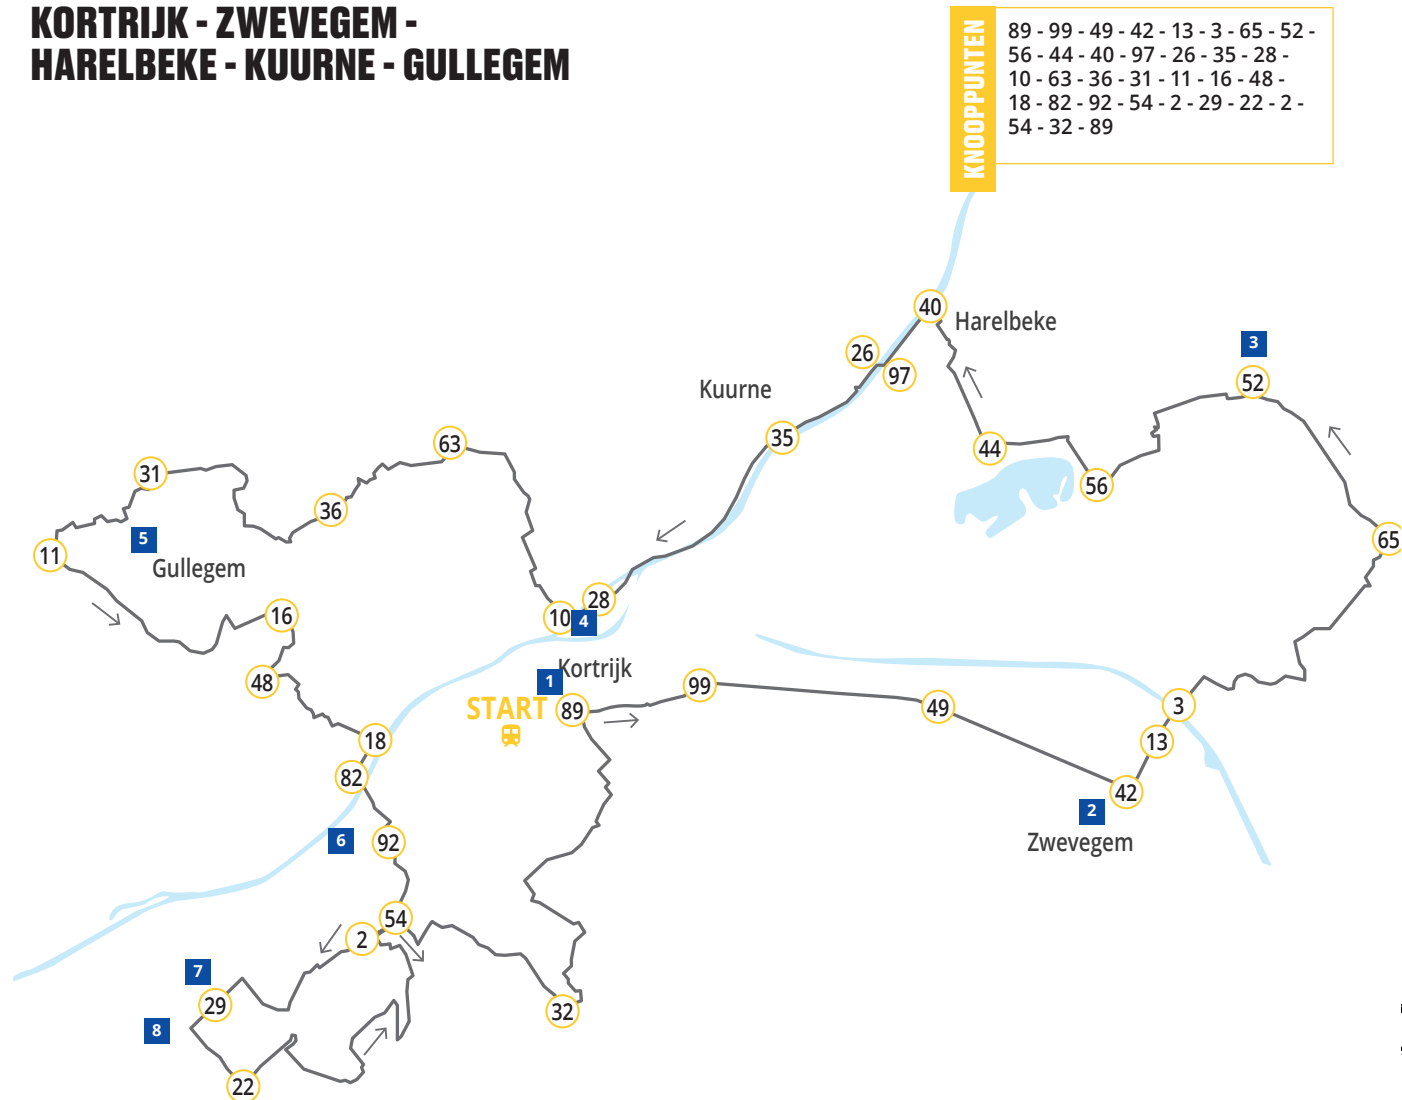 KORTRIJK - ZWEVEGEM -
HARELBEKE - KUURNE - GULLEGEM
KNOOPPUNTEN
89 - 99 - 49 - 42 - 13 - 3 - 65 - 52 -
56 - 44 - 40 - 97 - 26 - 35 - 28 -
10 - 63 - 36 - 31 - 11 - 16 - 48 -
18 - 82 - 92 - 54 - 2 - 29 - 22 - 2 -
54 - 32 - 89
40
Harelbeke
3
26
97
52
Kuurne
35
63
44
31
56
36
5
65
11
Gullegem
28
10
4
16
Kortrijk
1
48
99
START
89
49
3
18
13
82
42
2
6
92
Zwevegem
54
2
7
29
32
8
22